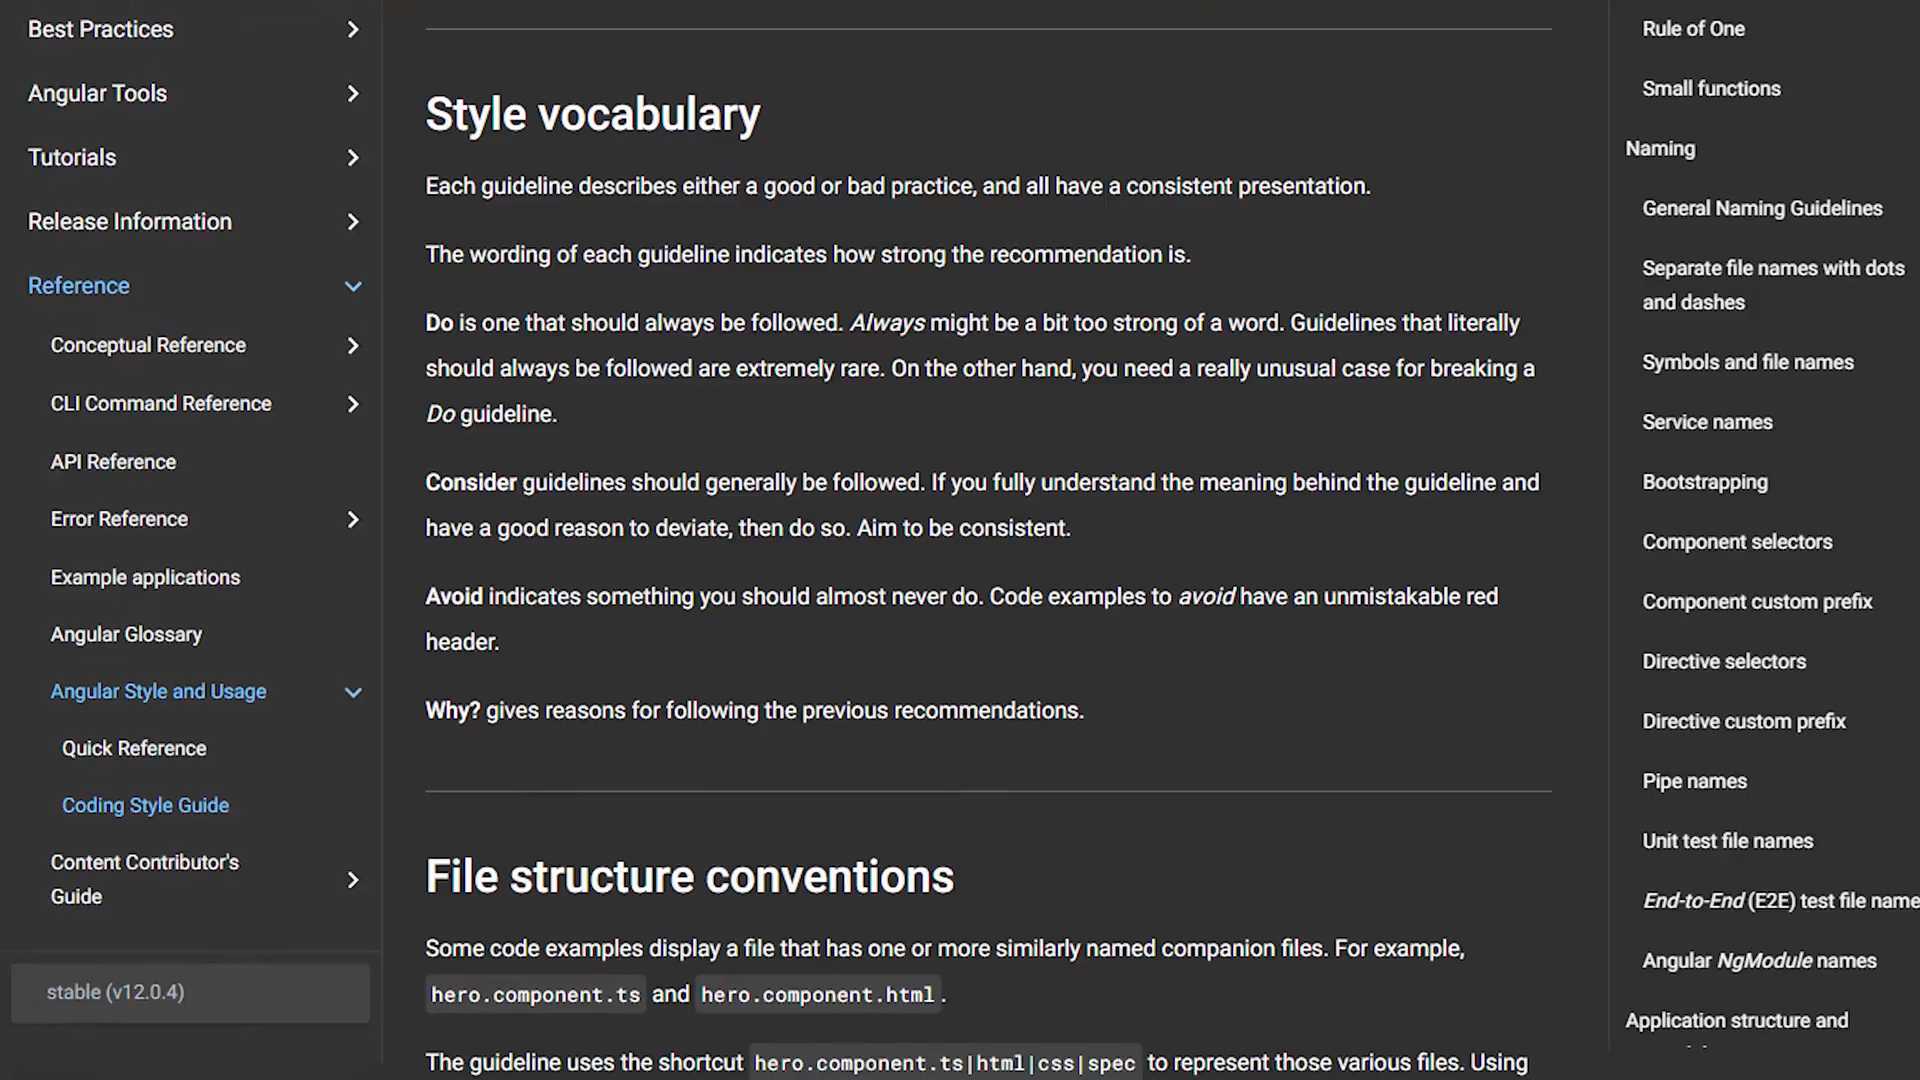 Best Practices
Angular Tools
Tutorials
Release Information
Reference
Conceptual Reference
CLI Command Reference
API Reference
Error Reference
Example applications
Angular Glossary
Angular Style and Usage
Quick Reference
Coding Style Guide
Content Contributor's
Guide
stable (v12.0.4)
Style vocabulary
Each guideline describes either a good or bad practice, and all have a consistent presentation.
The wording of each guideline indicates how strong the recommendation is.
Do is one that should always be followed. Always might be a bit too strong of a word. Guidelines that literally
should always be followed are extremely rare. On the other hand, you need a really unusual case for breaking a
Do guideline.
Consider guidelines should generally be followed. If you fully understand the meaning behind the guideline and
have a good reason to deviate, then do so. Aim to be consistent.
Avoid indicates something you should almost never do. Code examples to avoid have an unmistakable red
header.
Why? gives reasons for following the previous recommendations.
File structure conventions
Some code examples display a file that has one or more similarly named companion files. For example,
hero.component.ts and hero.component.html.
The guideline uses the shortcut hero.component.ts|html|css|spec to represent those various files. Using
Rule of One
Small functions
Naming
General Naming Guidelines
Separate file names with dots
and dashes
Symbols and file names
Service names
Bootstrapping
Component selectors
Component custom prefix
Directive selectors
Directive custom prefix
Pipe names
Unit test file names
End-to-End (E2E) test file name
Angular NgModule names
Application structure and